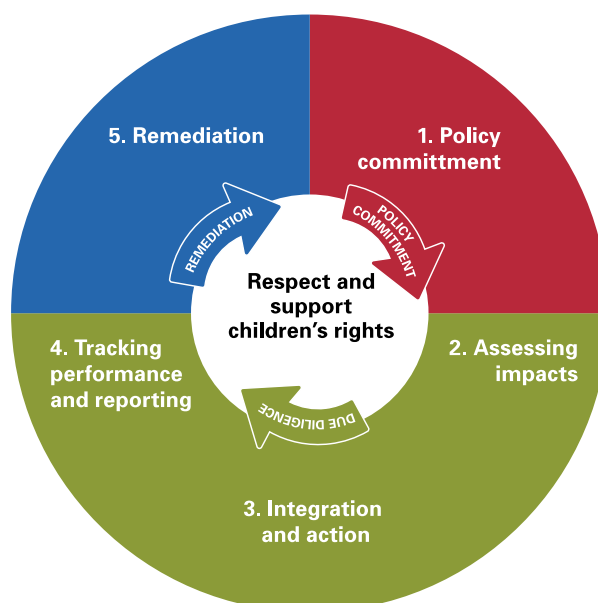 5. Remediation
1. Policy
committment
REMEDIATION
POLICY
COMMITMENT
Respect and
support
children's rights
4. Tracking
performance
and reporting
2. Assessing
impacts
DUE DILIGENCE
3. Integration
and action